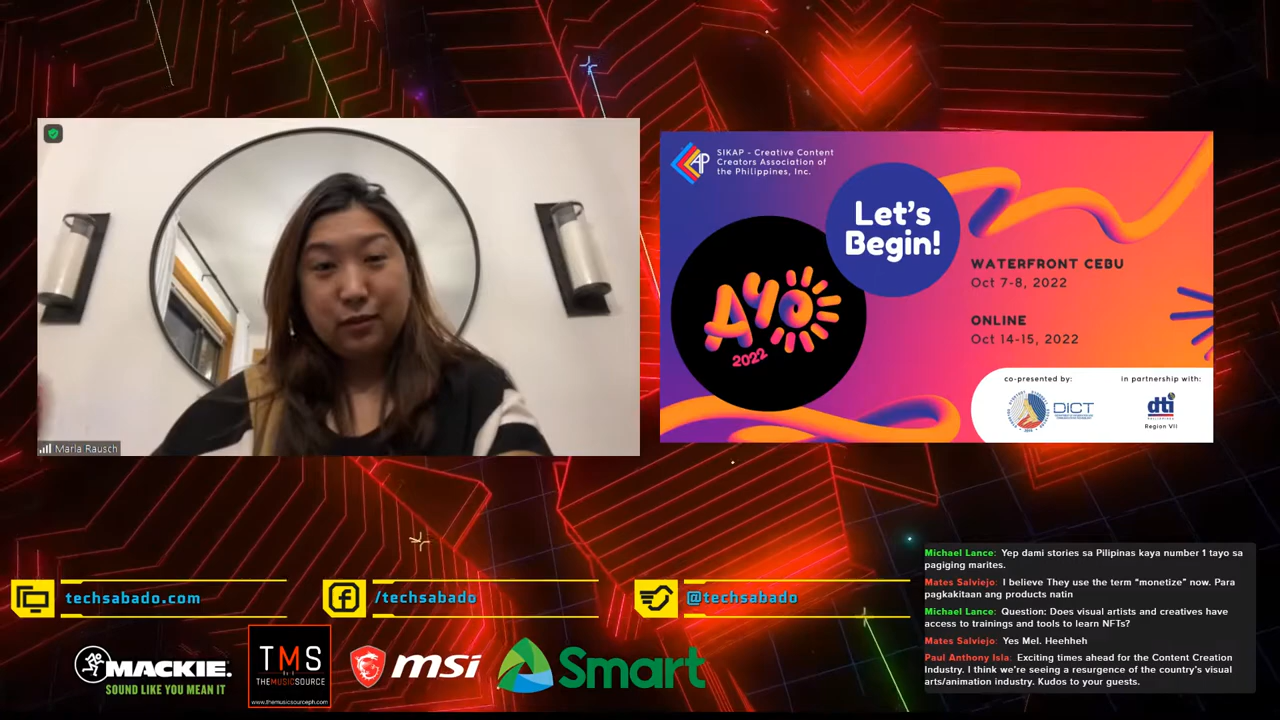 Marla Rausch
AP
SIKAP - Creative Content
Creators Association of
the Philippines, Inc.
Let's
Begin!
Ayo
2022
WATERFRONT CEBU
Oct 7-8, 2022
ONLINE
Oct 14-15, 2022
co-presented by:
in partnership with:
DICT
dti
PHILIPPINES
Region VII
techsabado.com
/techsabado
@techsabado
MACKIE.
SOUND LIKE YOU MEAN IT
TMS
THEMUSICSOURCE
www.themusicsourceph.com
msi
Smart
Michael Lance: Yep dami stories sa Pilipinas kaya number 1 tayo sa
pagiging marites.
Mates Salviejo: I believe They use the term "monetize" now. Para
pagkakitaan ang products natin
Michael Lance: Question: Does visual artists and creatives have
access to trainings and tools to learn NFTs?
Mates Salviejo: Yes Mel. Heehheh
Paul Anthony Isla: Exciting times ahead for the Content Creation
Industry. I think we're seeing a resurgence of the country's visual
arts/animation industry. Kudos to your guests.